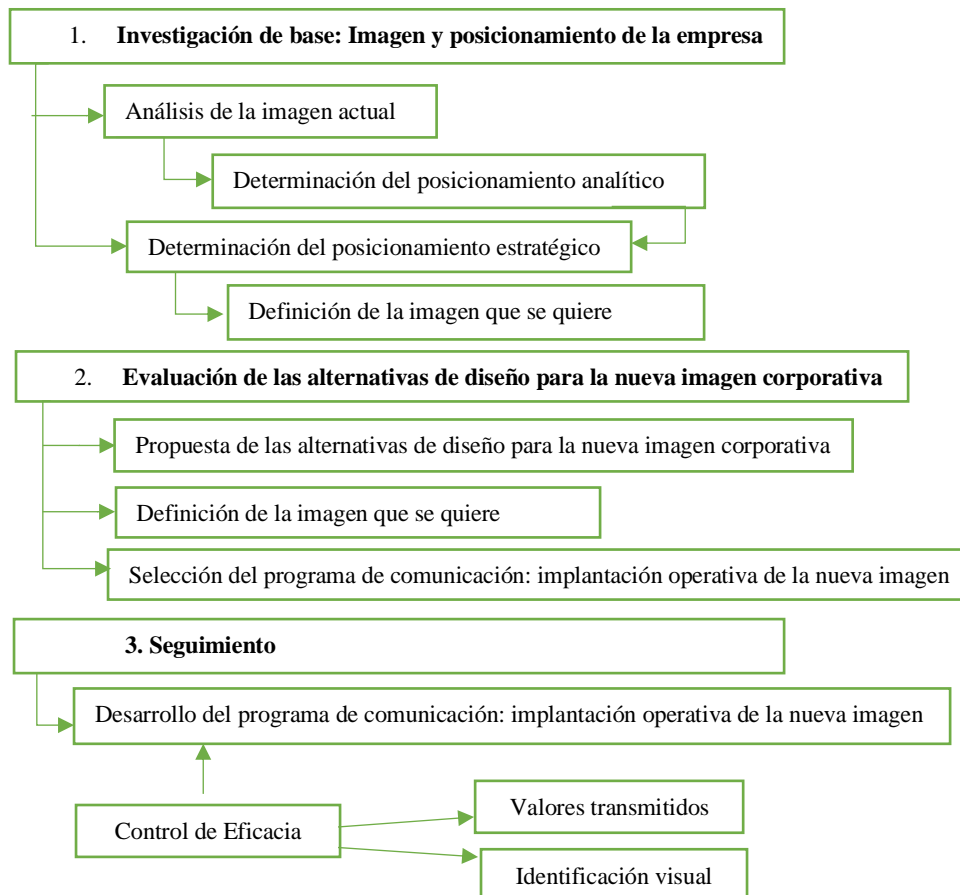 1. Investigación de base: Imagen y posicionamiento de la empresa
Análisis de la imagen actual
Determinación del posicionamiento analítico
Determinación del posicionamiento estratégico
Definición de la imagen que se quiere
2. Evaluación de las alternativas de diseño para la nueva imagen corporativa
Propuesta de las alternativas de diseño para la nueva imagen corporativa
Definición de la imagen que se quiere
Selección del programa de comunicación: implantación operativa de la nueva imagen
3. Seguimiento
Desarrollo del programa de comunicación: implantación operativa de la nueva imagen
Valores transmitidos
Control de Eficacia
Identificación visual